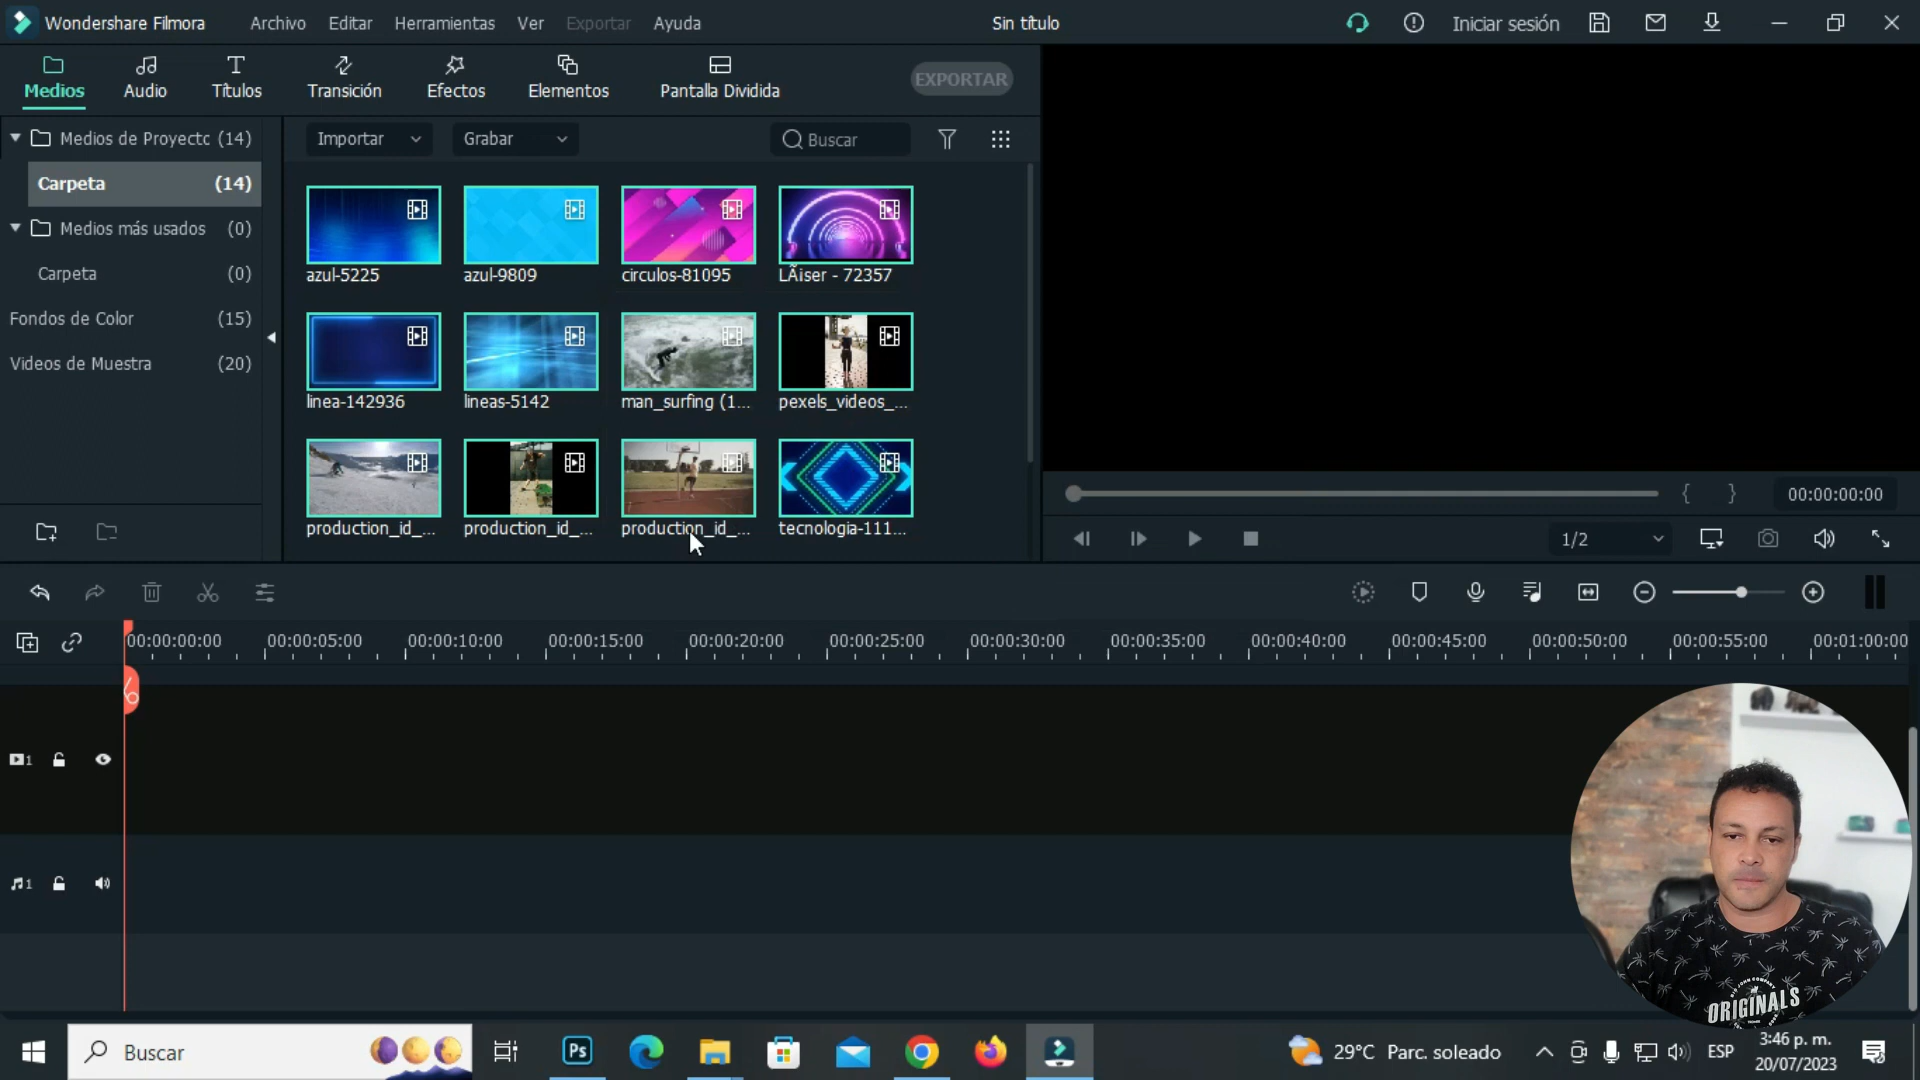 Wondershare Filmora
Archivo
Editar
Herramientas
Ver
Exportar
Ayuda
Sin título
Iniciar sesión
Medios
Audio
Títulos
Transición
Efectos
Elementos
Pantalla Dividida
EXPORTAR
Medios de Proyecto (14)
Carpeta (14)
Medios más usados (0)
Carpeta (0)
Fondos de Color (15)
Videos de Muestra (20)
Importar
Grabar
Buscar
azul-5225
azul-9809
circulos-81095
LÃiser - 72357
linea-142936
lineas-5142
man_surfing (1...
pexels_videos_...
production_id_...
production_id_...
production_id_...
tecnologia-111...
{ }
00:00:00:00
1/2
00:00:00:00
00:00:05:00
00:00:10:00
00:00:15:00
00:00:20:00
00:00:25:00
00:00:30:00
00:00:35:00
00:00:40:00
00:00:45:00
00:00:50:00
00:00:55:00
00:01:00:00
1
1
ORIGINALS
Buscar
Ps
29°C Parc. soleado
ESP
3:46 p. m.
20/07/2023